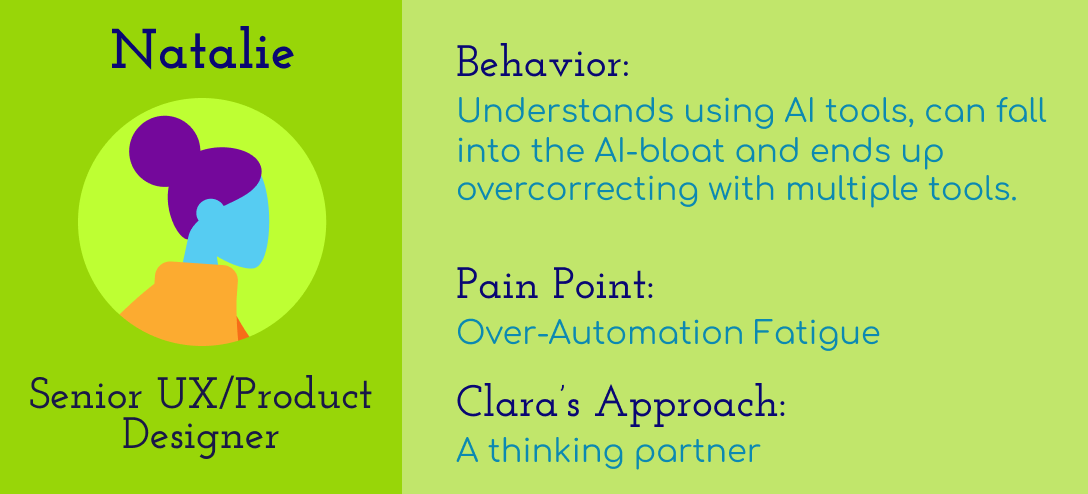 Natalie
Senior UX/Product
Designer
Behavior:
Understands using AI tools, can fall
into the AI-bloat and ends up
overcorrecting with multiple tools.
Pain Point:
Over-Automation Fatigue
Clara's Approach:
A thinking partner